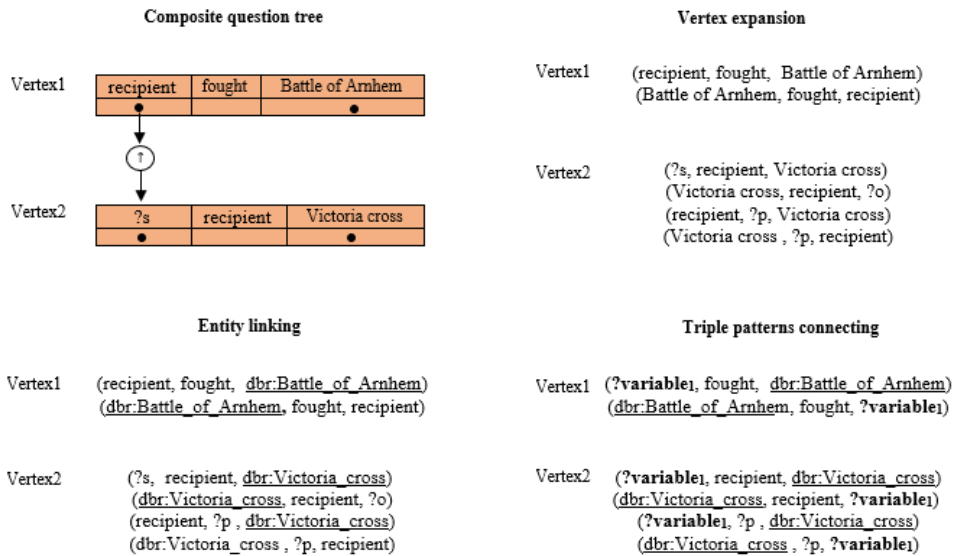 Composite question tree
Vertex1
recipient fought Battle of Arnhem
↑
Vertex2
?s recipient Victoria cross
Vertex expansion
Vertex1
(recipient, fought, Battle of Arnhem)
(Battle of Arnhem, fought, recipient)
Vertex2
(?s, recipient, Victoria cross)
(Victoria cross, recipient, ?o)
(recipient, ?p, Victoria cross)
(Victoria cross , ?p, recipient)
Entity linking
Vertex1
(recipient, fought, dbr:Battle_of_Arnhem)
(dbr:Battle_of_Arnhem, fought, recipient)
Vertex2
(?s, recipient, dbr:Victoria_cross)
(dbr:Victoria_cross, recipient, ?o)
(recipient, ?p , dbr:Victoria_cross)
(dbr:Victoria_cross , ?p, recipient)
Triple patterns connecting
Vertex1
(?variable1, fought, dbr:Battle_of_Arnhem)
(dbr:Battle_of_Arnhem, fought, ?variable1)
Vertex2
(?variable1, recipient, dbr:Victoria_cross)
(dbr:Victoria_cross, recipient, ?variable1)
(?variable1, ?p , dbr:Victoria_cross)
(dbr:Victoria_cross , ?p, ?variable1)